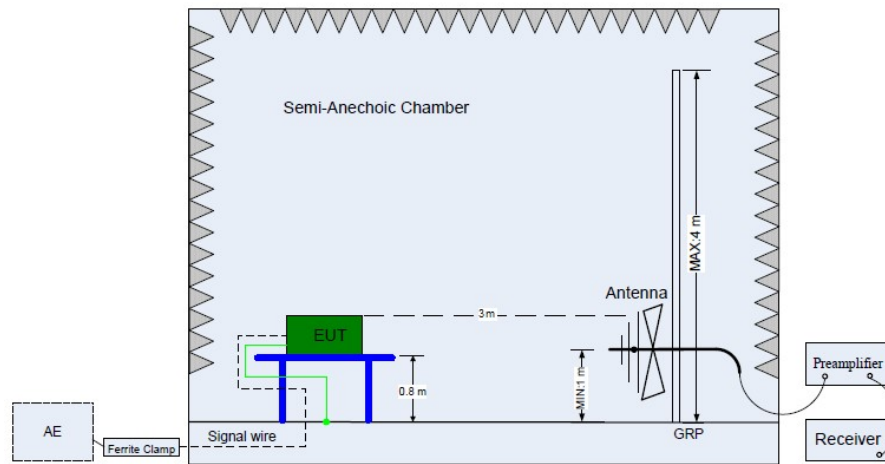 Semi-Anechoic Chamber
MAX:4 m
Antenna
3m
EUT
MIN:1 m
0.8 m
Preamplifier
AE
Ferrite Clamp
Signal wire
GRP
Receiver